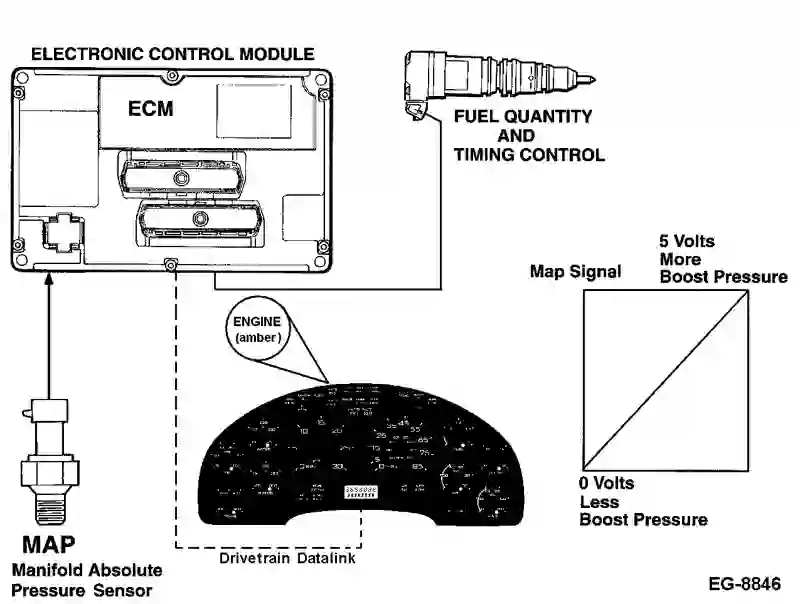 ELECTRONIC CONTROL MODULE
ECM
FUEL QUANTITY
AND
TIMING CONTROL
5 Volts
More
Boost Pressure
Map Signal
ENGINE
(amber)
0 Volts
Less
Boost Pressure
MAP
Manifold Absolute
Pressure Sensor
Drivetrain Datalink
EG-8846